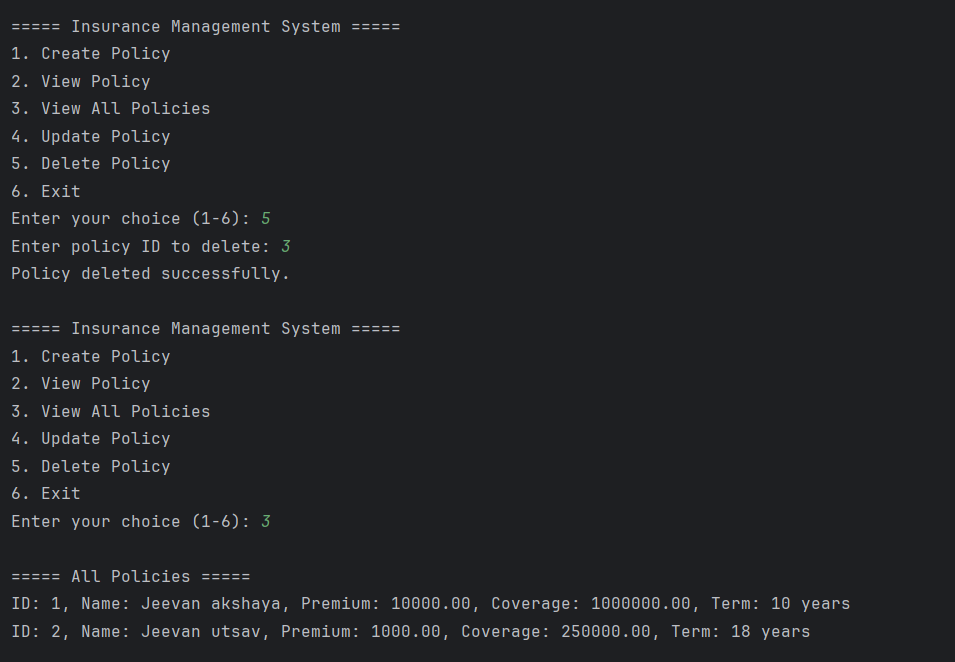 ===== Insurance Management System =====
1. Create Policy
2. View Policy
3. View All Policies
4. Update Policy
5. Delete Policy
6. Exit
Enter your choice (1-6): 5
Enter policy ID to delete: 3
Policy deleted successfully.
===== Insurance Management System =====
1. Create Policy
2. View Policy
3. View All Policies
4. Update Policy
5. Delete Policy
6. Exit
Enter your choice (1-6): 3
===== All Policies =====
ID: 1, Name: Jeevan akshaya, Premium: 10000.00, Coverage: 1000000.00, Term: 10 years
ID: 2, Name: Jeevan utsav, Premium: 1000.00, Coverage: 250000.00, Term: 18 years